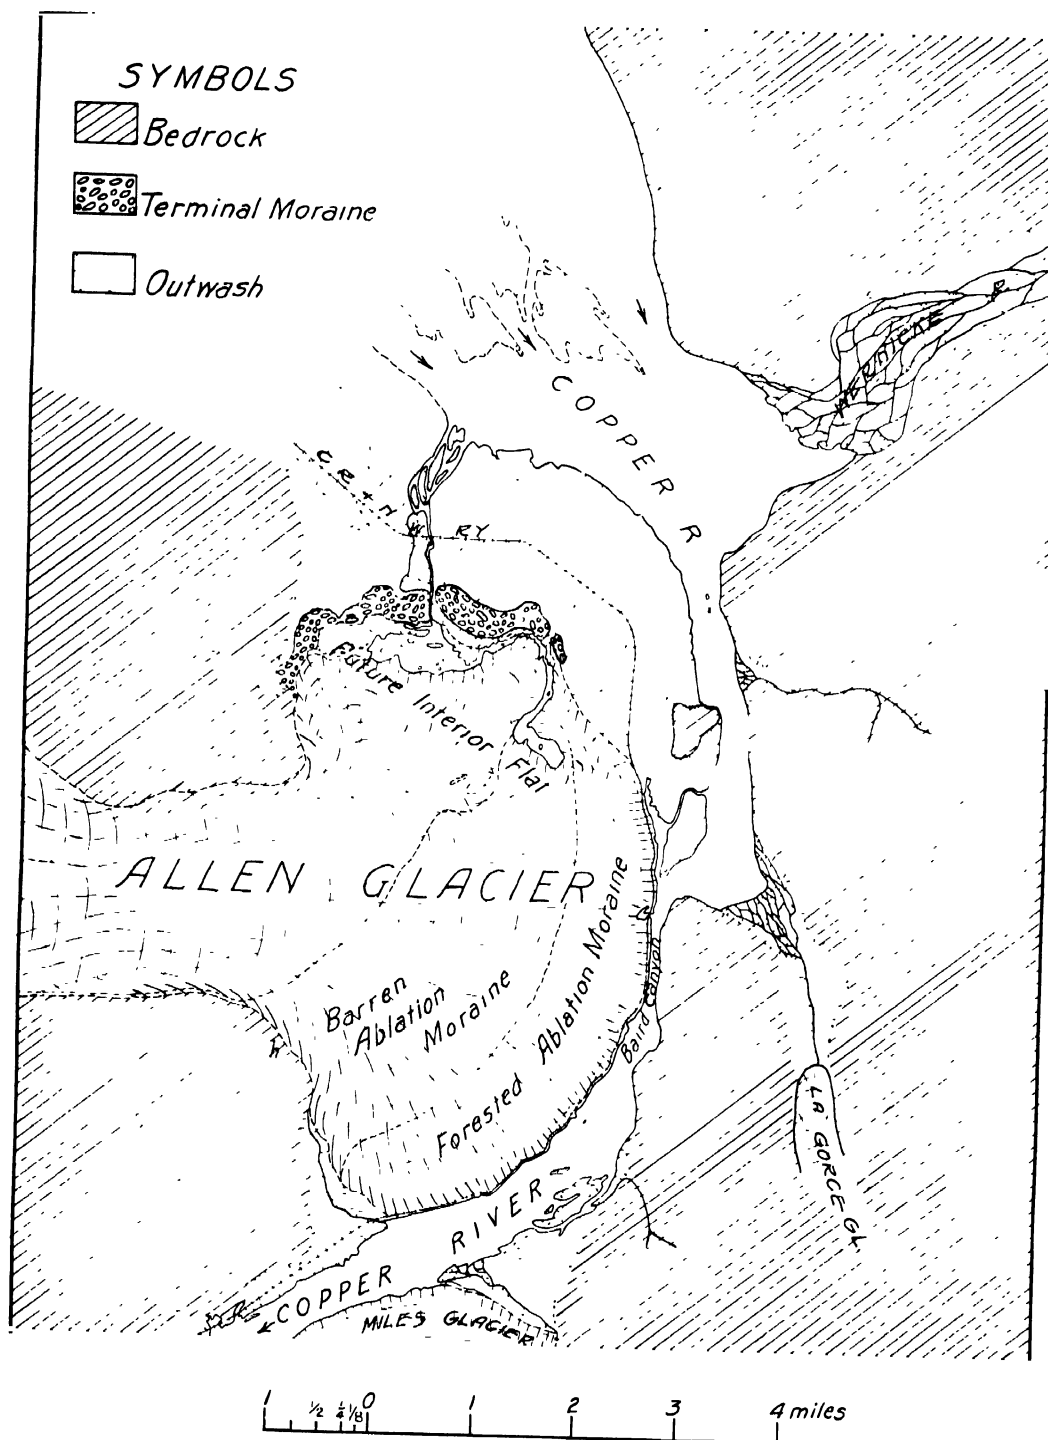 SYMBOLS
Bedrock
Terminal Moraine
Outwash
COPPER R
CR & NW RY
Future Interior Flat
ALLEN GLACIER
Barren
Ablation
Moraine
Forested Ablation Moraine
Baird Canyon
LA GORCE GL.
COPPER RIVER
MILES GLACIER
1 1/2 1/4 1/8 0 1 2 3 4 miles